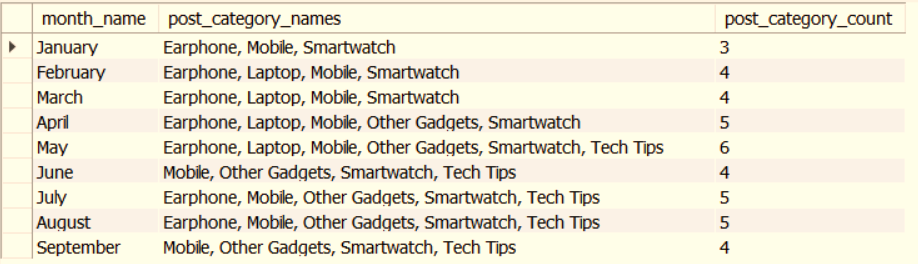 month_name post_category_names post_category_count
January Earphone, Mobile, Smartwatch 3
February Earphone, Laptop, Mobile, Smartwatch 4
March Earphone, Laptop, Mobile, Smartwatch 4
April Earphone, Laptop, Mobile, Other Gadgets, Smartwatch 5
May Earphone, Laptop, Mobile, Other Gadgets, Smartwatch, Tech Tips 6
June Mobile, Other Gadgets, Smartwatch, Tech Tips 4
July Earphone, Mobile, Other Gadgets, Smartwatch, Tech Tips 5
August Earphone, Mobile, Other Gadgets, Smartwatch, Tech Tips 5
September Mobile, Other Gadgets, Smartwatch, Tech Tips 4